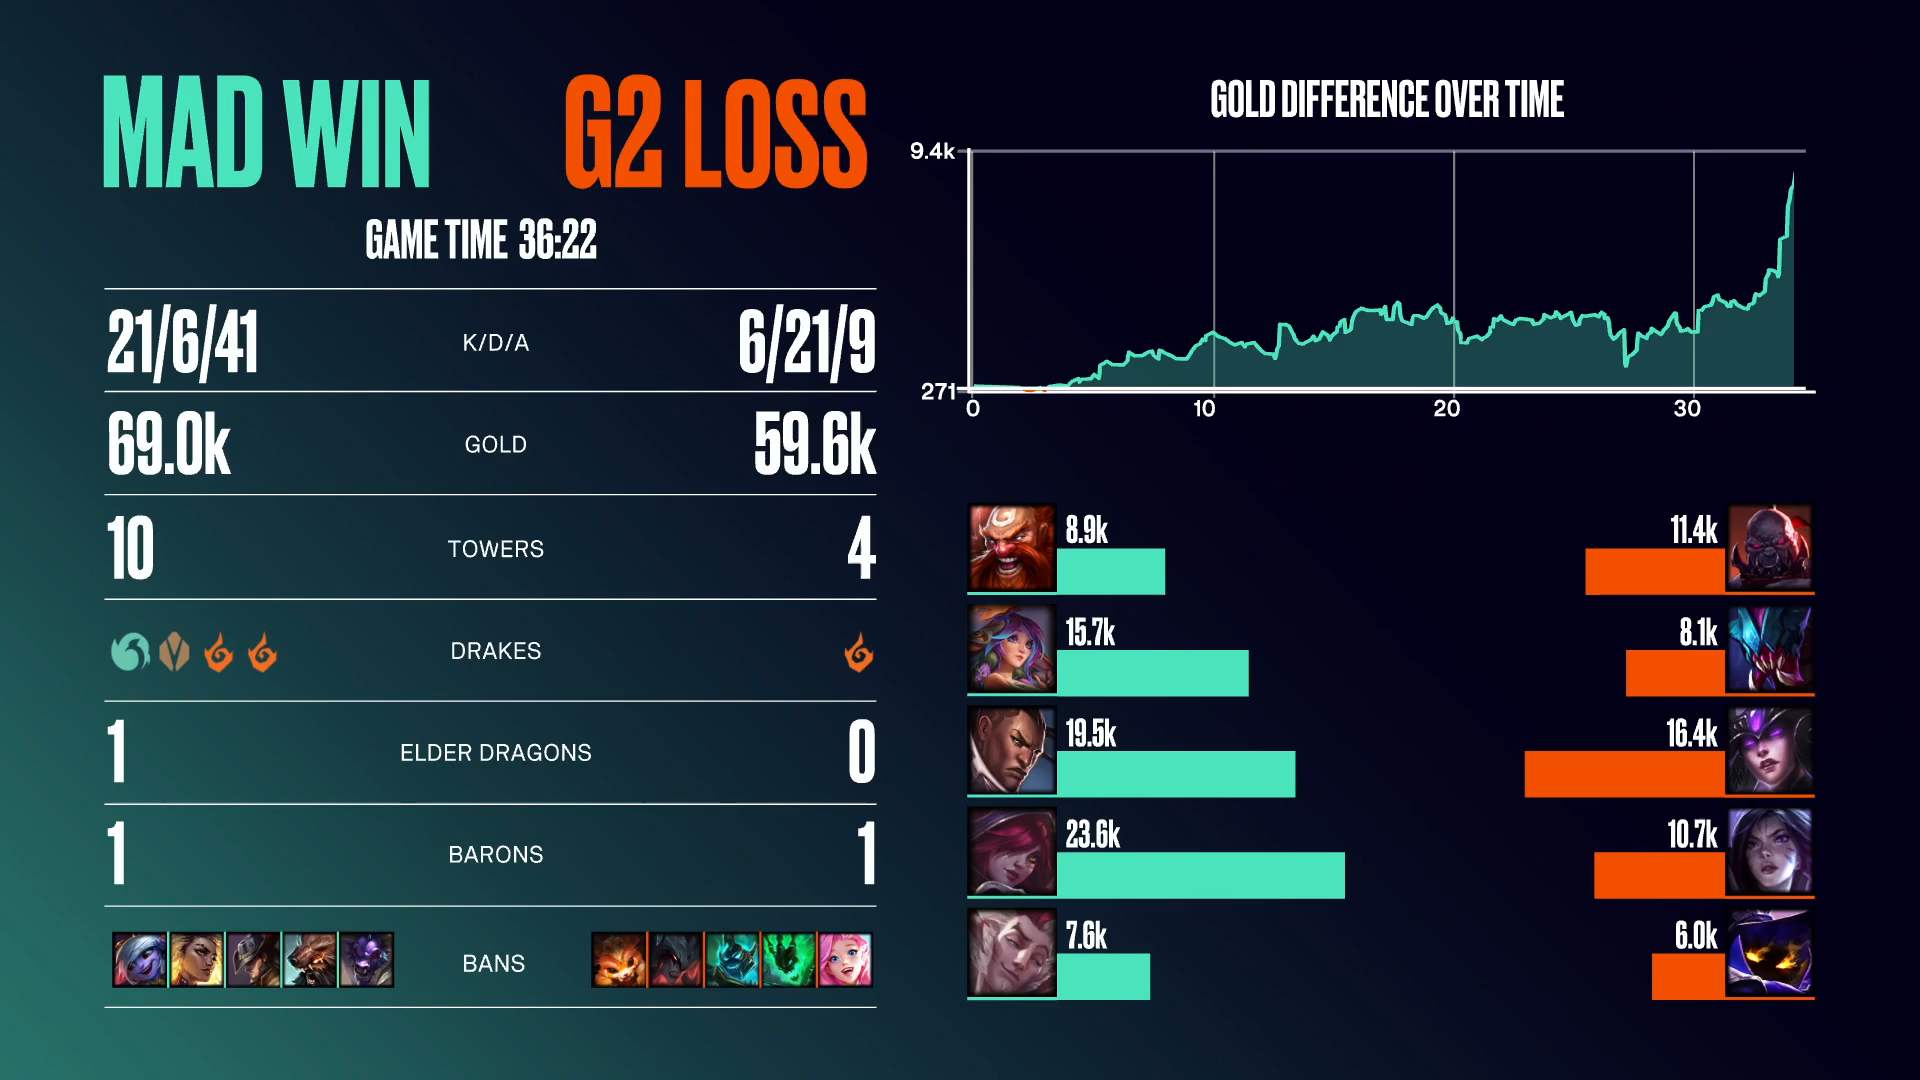 MAD WIN
G2 LOSS
GAME TIME 36:22
21/6/41 K/D/A 6/21/9
69.0k GOLD 59.6k
10 TOWERS 4
DRAKES
1 ELDER DRAGONS 0
1 BARONS 1
BANS
GOLD DIFFERENCE OVER TIME
9.4k
271
0 10 20 30
8.9k 11.4k
15.7k 8.1k
19.5k 16.4k
23.6k 10.7k
7.6k 6.0k